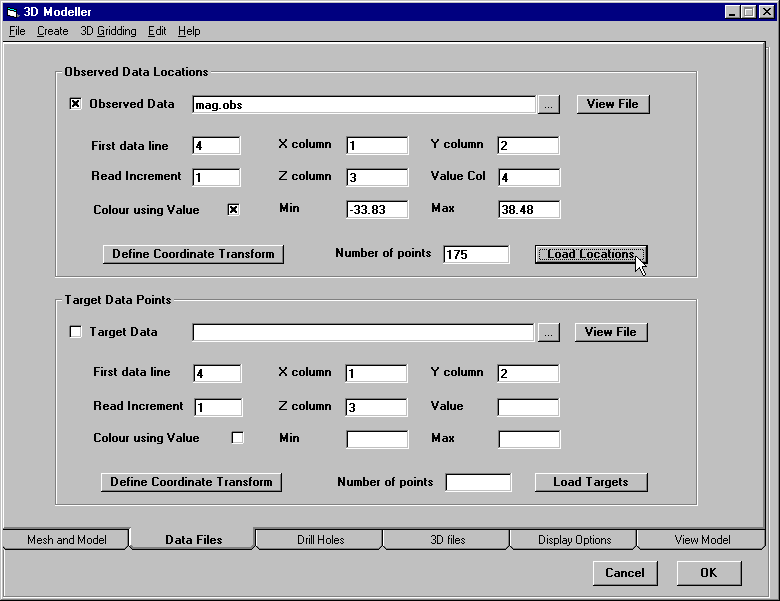 3D Modeller
File Create 3D Gridding Edit Help
Observed Data Locations
Observed Data mag.obs ... View File
First data line 4 X column 1 Y column 2
Read Increment 1 Z column 3 Value Col 4
Colour using Value Min -33.83 Max 38.48
Define Coordinate Transform Number of points 175 Load Locations
Target Data Points
Target Data ... View File
First data line 4 X column 1 Y column 2
Read Increment 1 Z column 3 Value
Colour using Value Min Max
Define Coordinate Transform Number of points Load Targets
Mesh and Model Data Files Drill Holes 3D files Display Options View Model
Cancel OK